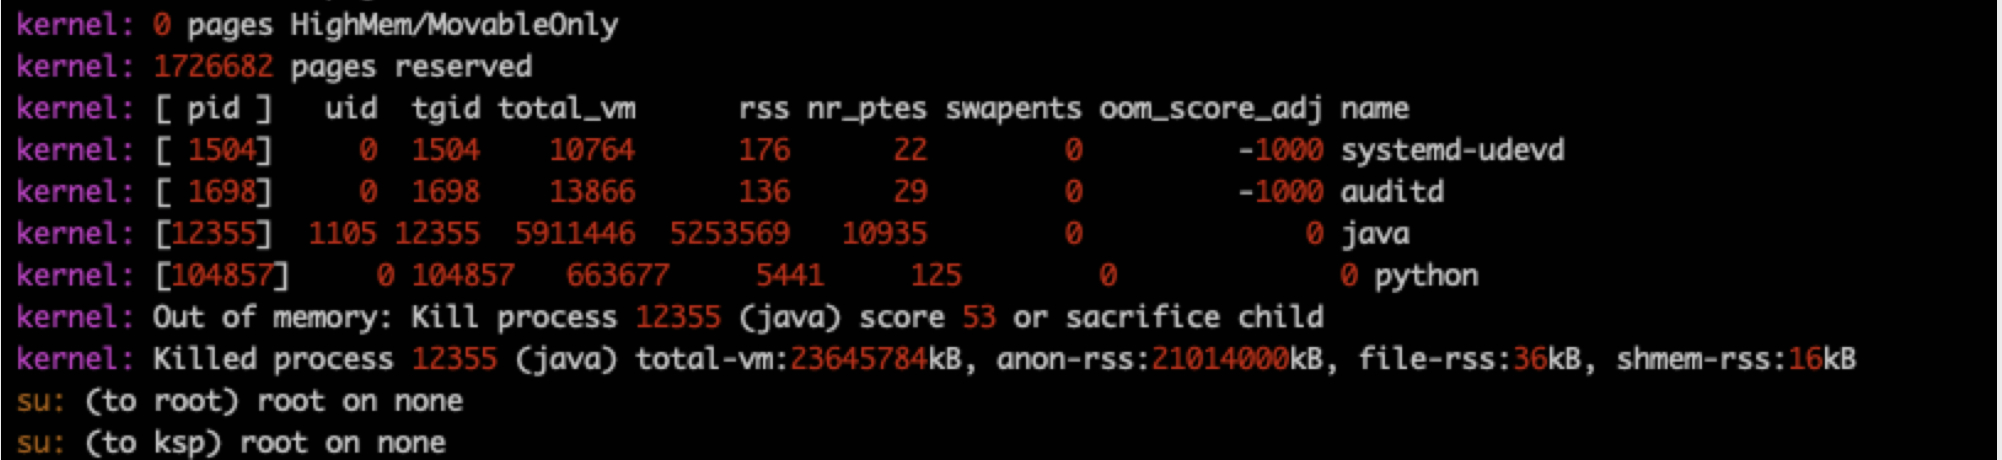 kernel: 0 pages HighMem/MovableOnly
kernel: 1726682 pages reserved
kernel: [ pid ]   uid  tgid total_vm      rss nr_ptes swapents oom_score_adj name
kernel: [ 1504]     0  1504    10764      176      22        0         -1000 systemd-udevd
kernel: [ 1698]     0  1698    13866      136      29        0         -1000 auditd
kernel: [12355]  1105 12355  5911446  5253569   10935        0             0 java
kernel: [104857]     0 104857   663677     5441     125        0             0 python
kernel: Out of memory: Kill process 12355 (java) score 53 or sacrifice child
kernel: Killed process 12355 (java) total-vm:23645784kB, anon-rss:21014000kB, file-rss:36kB, shmem-rss:16kB
su: (to root) root on none
su: (to ksp) root on none